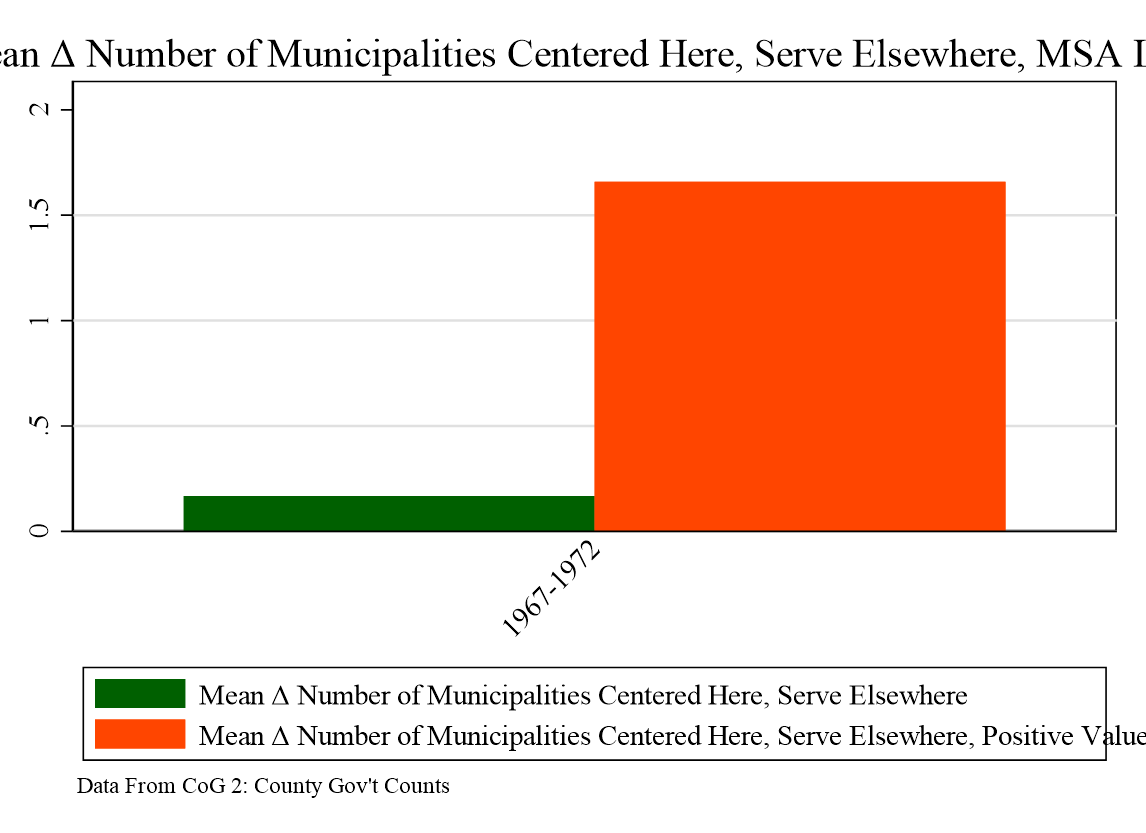 ean Δ Number of Municipalities Centered Here, Serve Elsewhere, MSA
2
1.5
1
.5
0
1967-1972
Mean Δ Number of Municipalities Centered Here, Serve Elsewhere
Mean Δ Number of Municipalities Centered Here, Serve Elsewhere, Positive Value
Data From CoG 2: County Gov't Counts